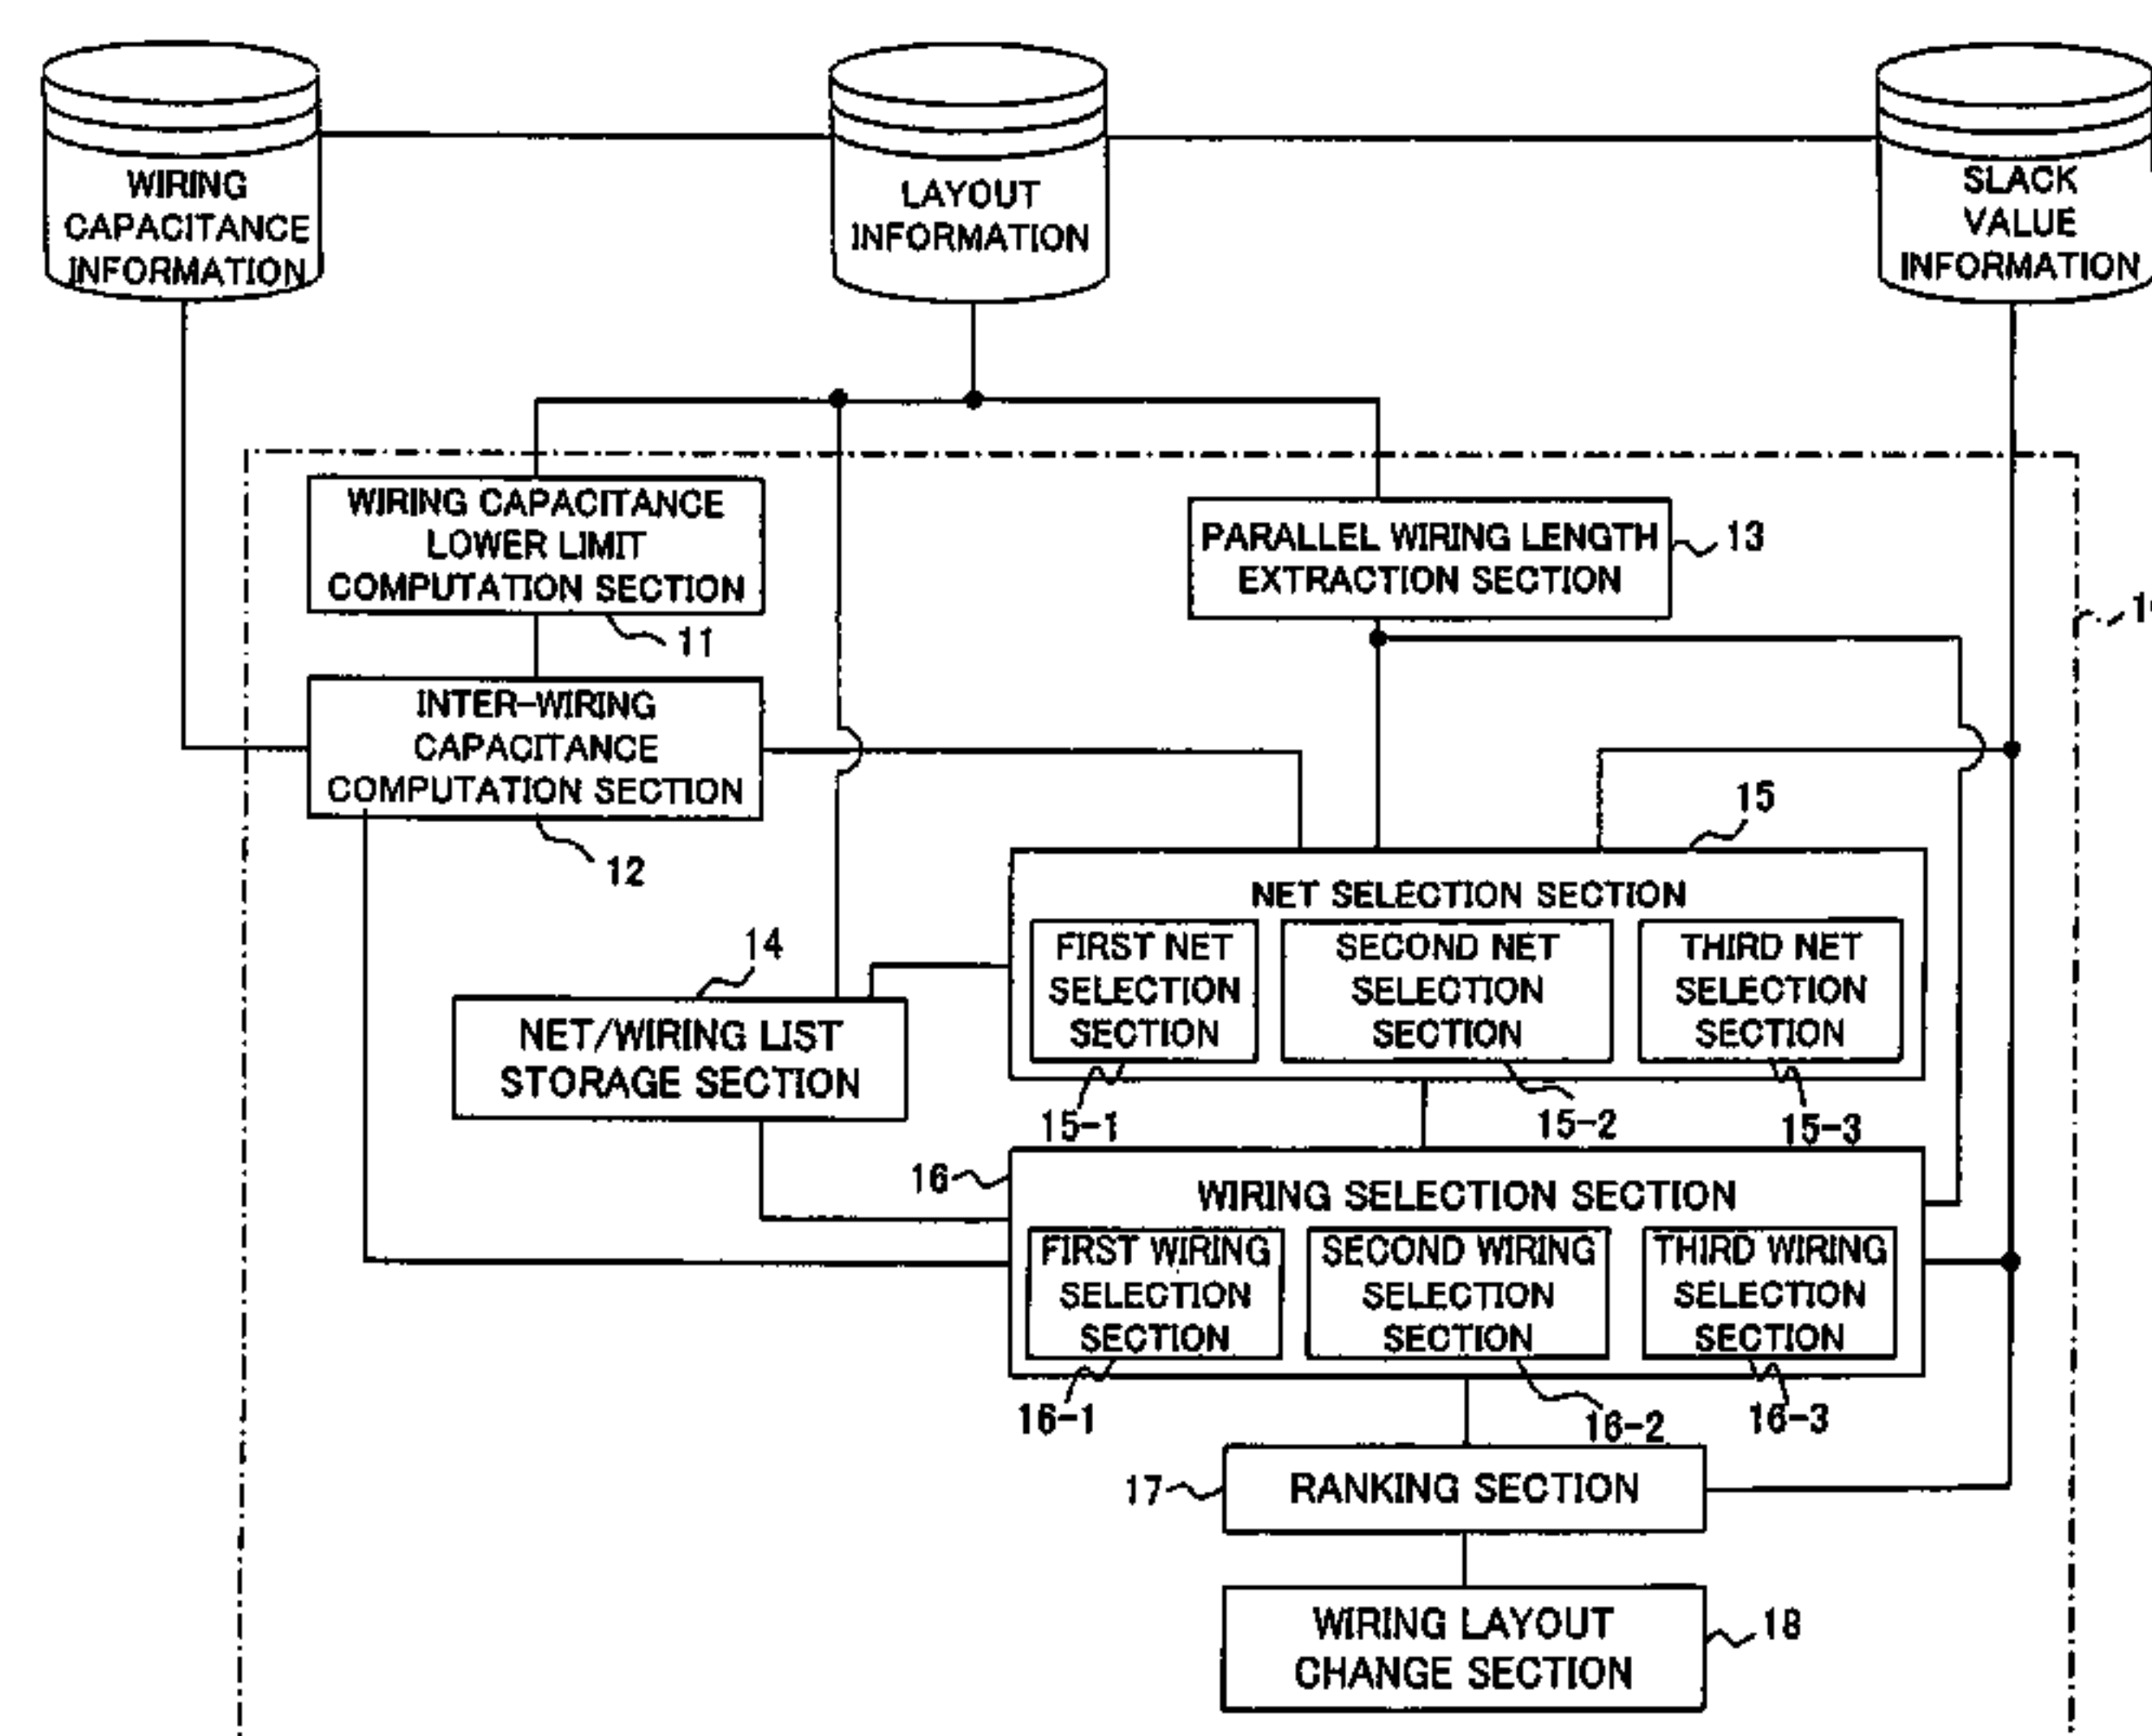 WIRING
CAPACITANCE
INFORMATION
LAYOUT
INFORMATION
SLACK
VALUE
INFORMATION
WIRING CAPACITANCE
LOWER LIMIT
COMPUTATION SECTION
11
PARALLEL WIRING LENGTH
EXTRACTION SECTION
13
INTER-WIRING
CAPACITANCE
COMPUTATION SECTION
12
15
NET SELECTION SECTION
FIRST NET
SELECTION
SECTION
SECOND NET
SELECTION
SECTION
THIRD NET
SELECTION
SECTION
15-1
15-2
15-3
14
NET/WIRING LIST
STORAGE SECTION
16
WIRING SELECTION SECTION
FIRST WIRING
SELECTION
SECTION
SECOND WIRING
SELECTION
SECTION
THIRD WIRING
SELECTION
SECTION
16-1
16-2
16-3
17
RANKING SECTION
WIRING LAYOUT
CHANGE SECTION
18